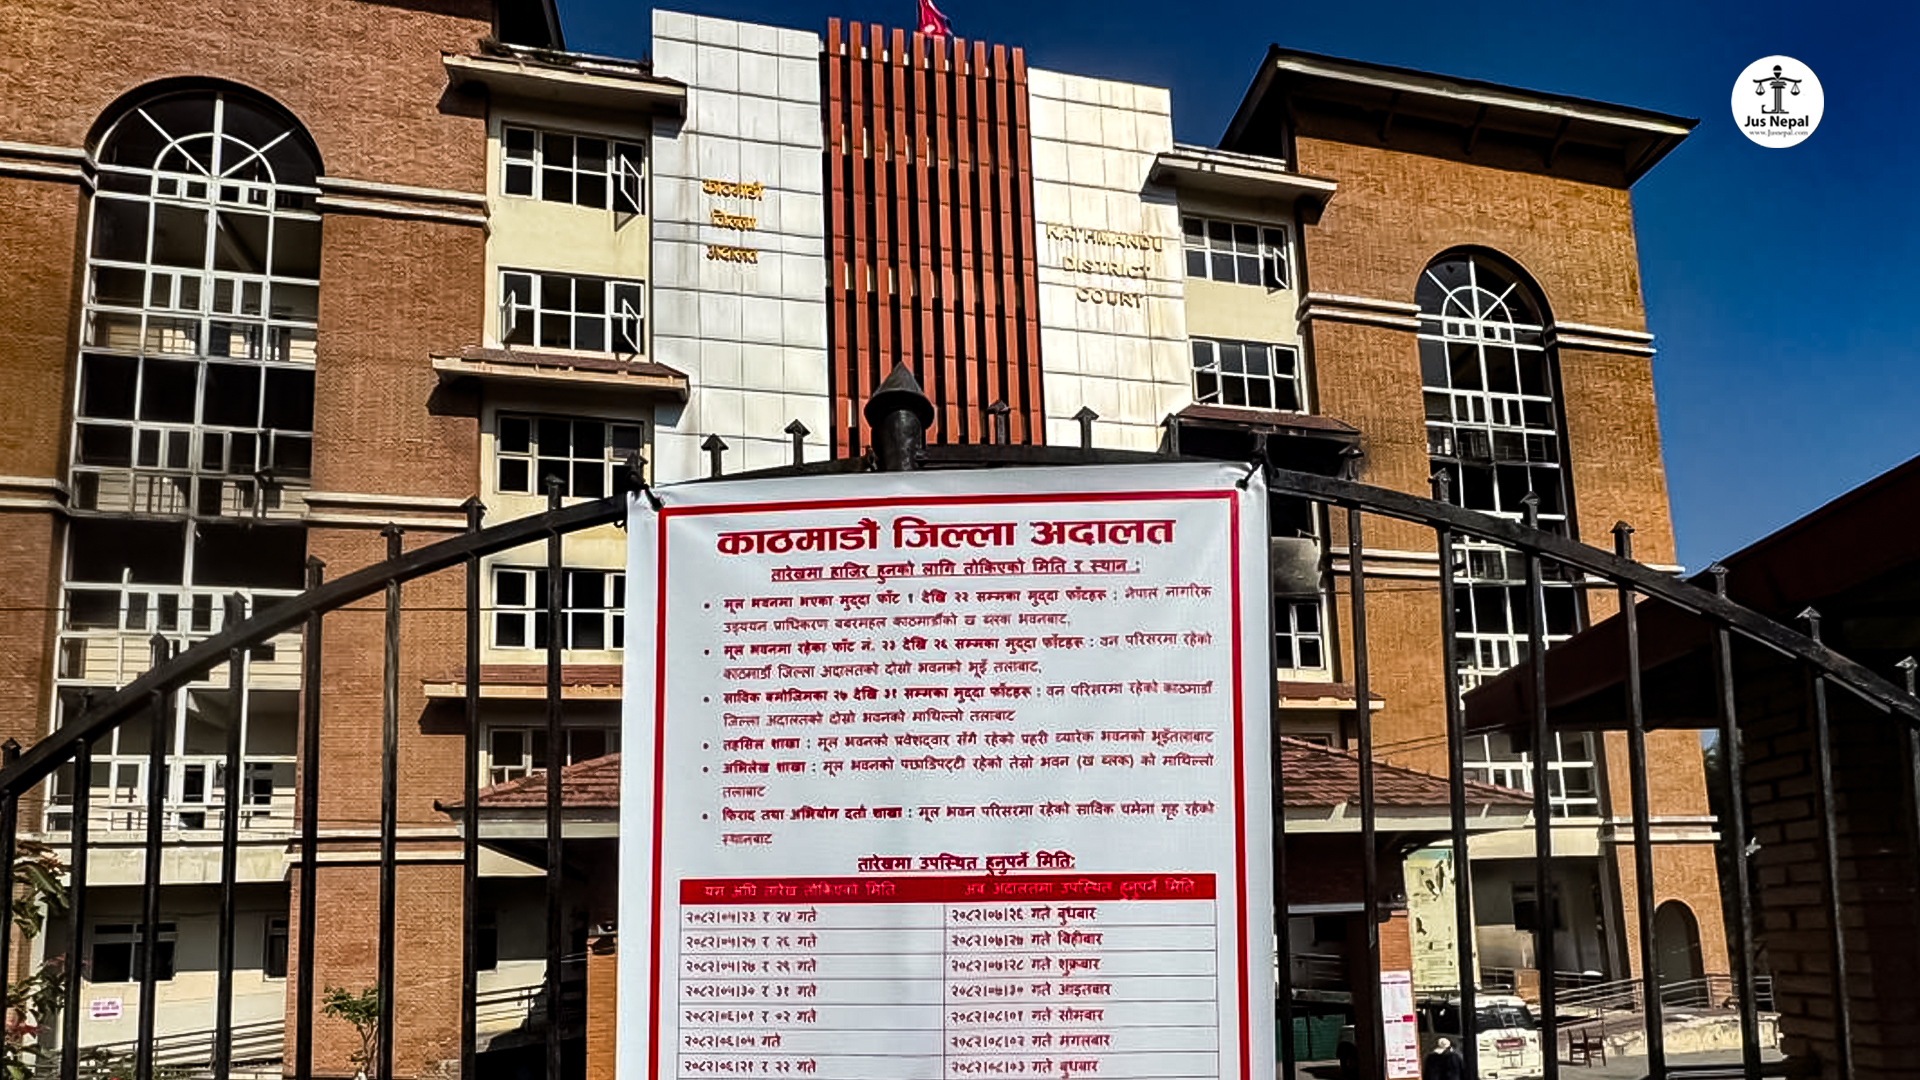 Jus Nepal
www.jusnepal.com
काठमाडौं
जिल्ला
अदालत
KATHMANDU
DISTRICT
COURT
काठमाडौं जिल्ला अदालत
तारेखमा हाजिर हुनको लागि तोकिएको मिति र स्थान :
• मूल भवनमा भएका मुद्दा फाँट १ देखि २२ सम्मका मुद्दा फाँटहरू : नेपाल नागरिक
उड्ययन प्राधिकरण बबरमहल काठमाडौंको ख ब्लक भवनबाट,
• मूल भवनमा रहेका फाँट नं. २३ देखि २६ सम्मका मुद्दा फाँटहरू : वन परिसरमा रहेको
काठमाडौं जिल्ला अदालतको दोस्रो भवनको भूइँ तलाबाट,
• साविक बमोजिमका २७ देखि ३१ सम्मका मुद्दा फाँटहरू : वन परिसरमा रहेको काठमाडौं
जिल्ला अदालतको दोस्रो भवनको माथिल्लो तलाबाट
• तहसिल शाखा : मूल भवनको प्रवेशद्वार सँगै रहेको प्रहरी ब्यारेक भवनको भूइँतलाबाट
• अभिलेख शाखा : मूल भवनको पछाडिपट्टी रहेको तेस्रो भवन (ख ब्लक) को माथिल्लो
तलाबाट
• फिराद तथा अभियोग दर्ता शाखा : मूल भवन परिसरमा रहेको साविक चमेना गृह रहेको
स्थानबाट
तारेखमा उपस्थित हुनुपर्ने मिति:
यस अघि तारेख तोकिएको मिति अब अदालतमा उपस्थित हुनुपर्ने मिति
२०८२।०५।२३ र २४ गते २०८२।०७।२६ गते बुधबार
२०८२।०५।२५ र २६ गते २०८२।०७।२७ गते बिहीबार
२०८२।०५।२७ र २९ गते २०८२।०७।२८ गते शुक्रबार
२०८२।०५।३० र ३१ गते २०८२।०७।३० गते आइतबार
२०८२।०६।०१ र ०२ गते २०८२।०८।०१ गते सोमबार
२०८२।०६।०५ गते २०८२।०८।०२ गते मंगलबार
२०८२।०६।२१ र २२ गते २०८२।०८।०३ गते बुधबार